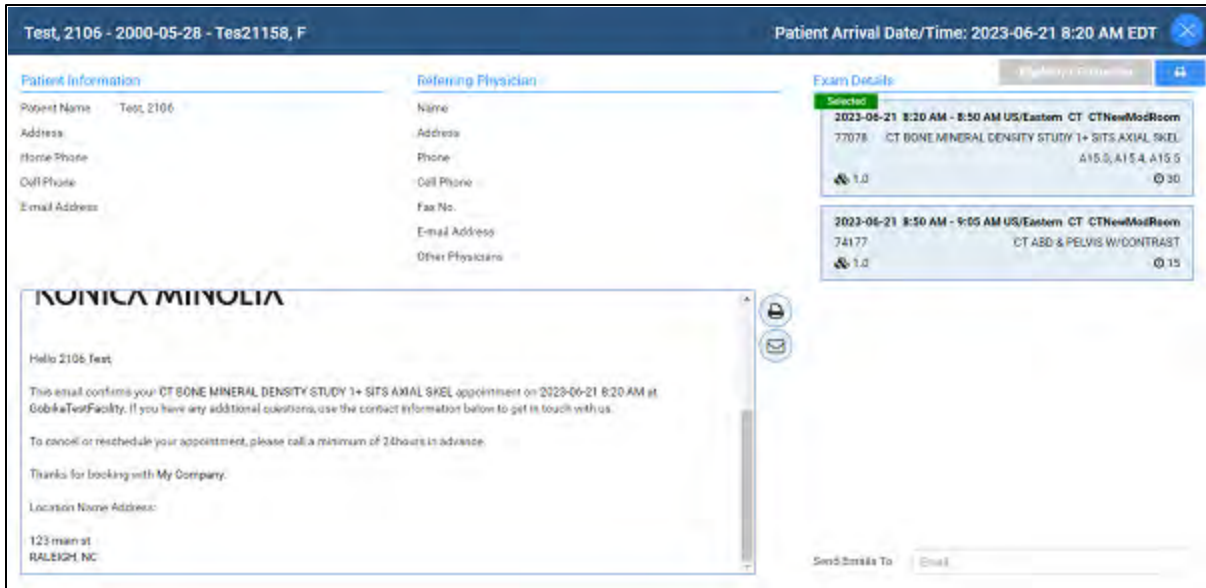 Test, 2106 - 2000-05-28 - Tes21158, F
Patient Arrival Date/Time: 2023-06-21 8:20 AM EDT
Patient Information
Patient Name Test, 2106
Address
Home Phone
Cell Phone
E-mail Address
Referring Physician
Name
Address
Phone
Cell Phone
Fax No.
E-mail Address
Other Physicians
Exam Details
Selected
2023-06-21 8:20 AM - 8:50 AM US/Eastern CT CTNewModRoom
77078 CT BONE MINERAL DENSITY STUDY 1+ SITS AXIAL SKEL
A15.4, A15.5
1.0 30
2023-06-21 8:50 AM - 9:05 AM US/Eastern CT CTNewModRoom
74177 CT ABD & PELVIS W/CONTRAST
1.0 15
KONICA MINOLTA
Hello 2106 Test,
This email confirms your CT BONE MINERAL DENSITY STUDY 1+ SITS AXIAL SKEL appointment on 2023-06-21 8:20 AM at
GobikaTestFacility. If you have any additional questions, use the contact information below to get in touch with us.
To cancel or reschedule your appointment, please call a minimum of 24hours in advance.
Thanks for booking with My Company.
Location Name Address:
123 main st
RALEIGH, NC
Send Emails To Email